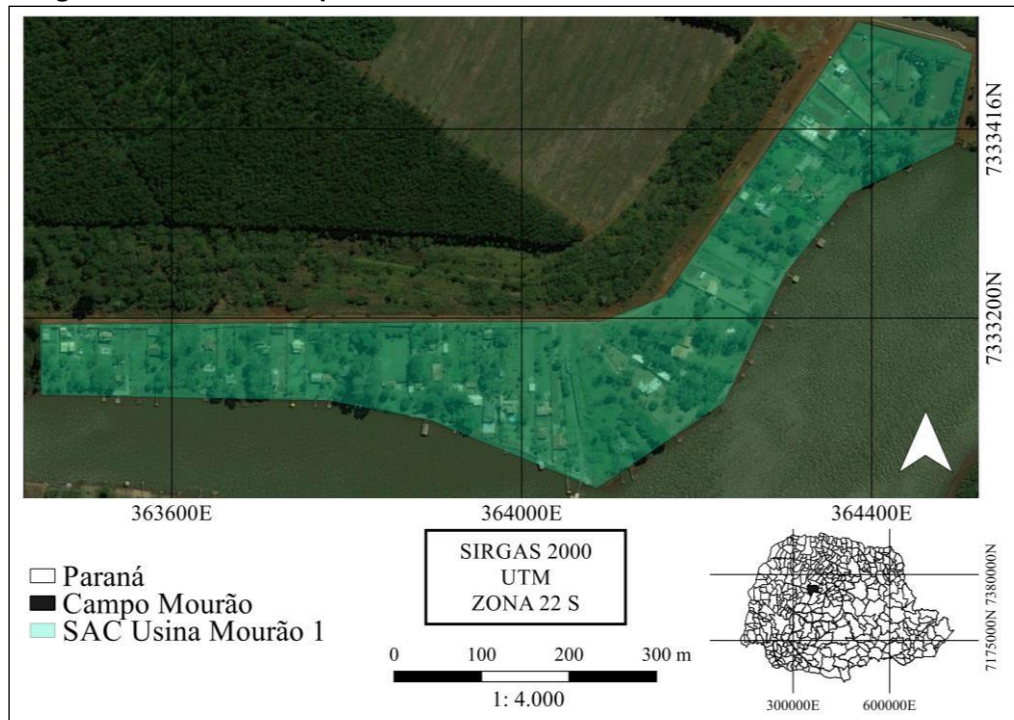 7333416N
7333200N
363600E
364000E
364400E
Paraná
Campo Mourão
SAC Usina Mourão 1
SIRGAS 2000
UTM
ZONA 22 S
0 100 200 300 m
1: 4.000
7380000N
7175000N
300000E
600000E